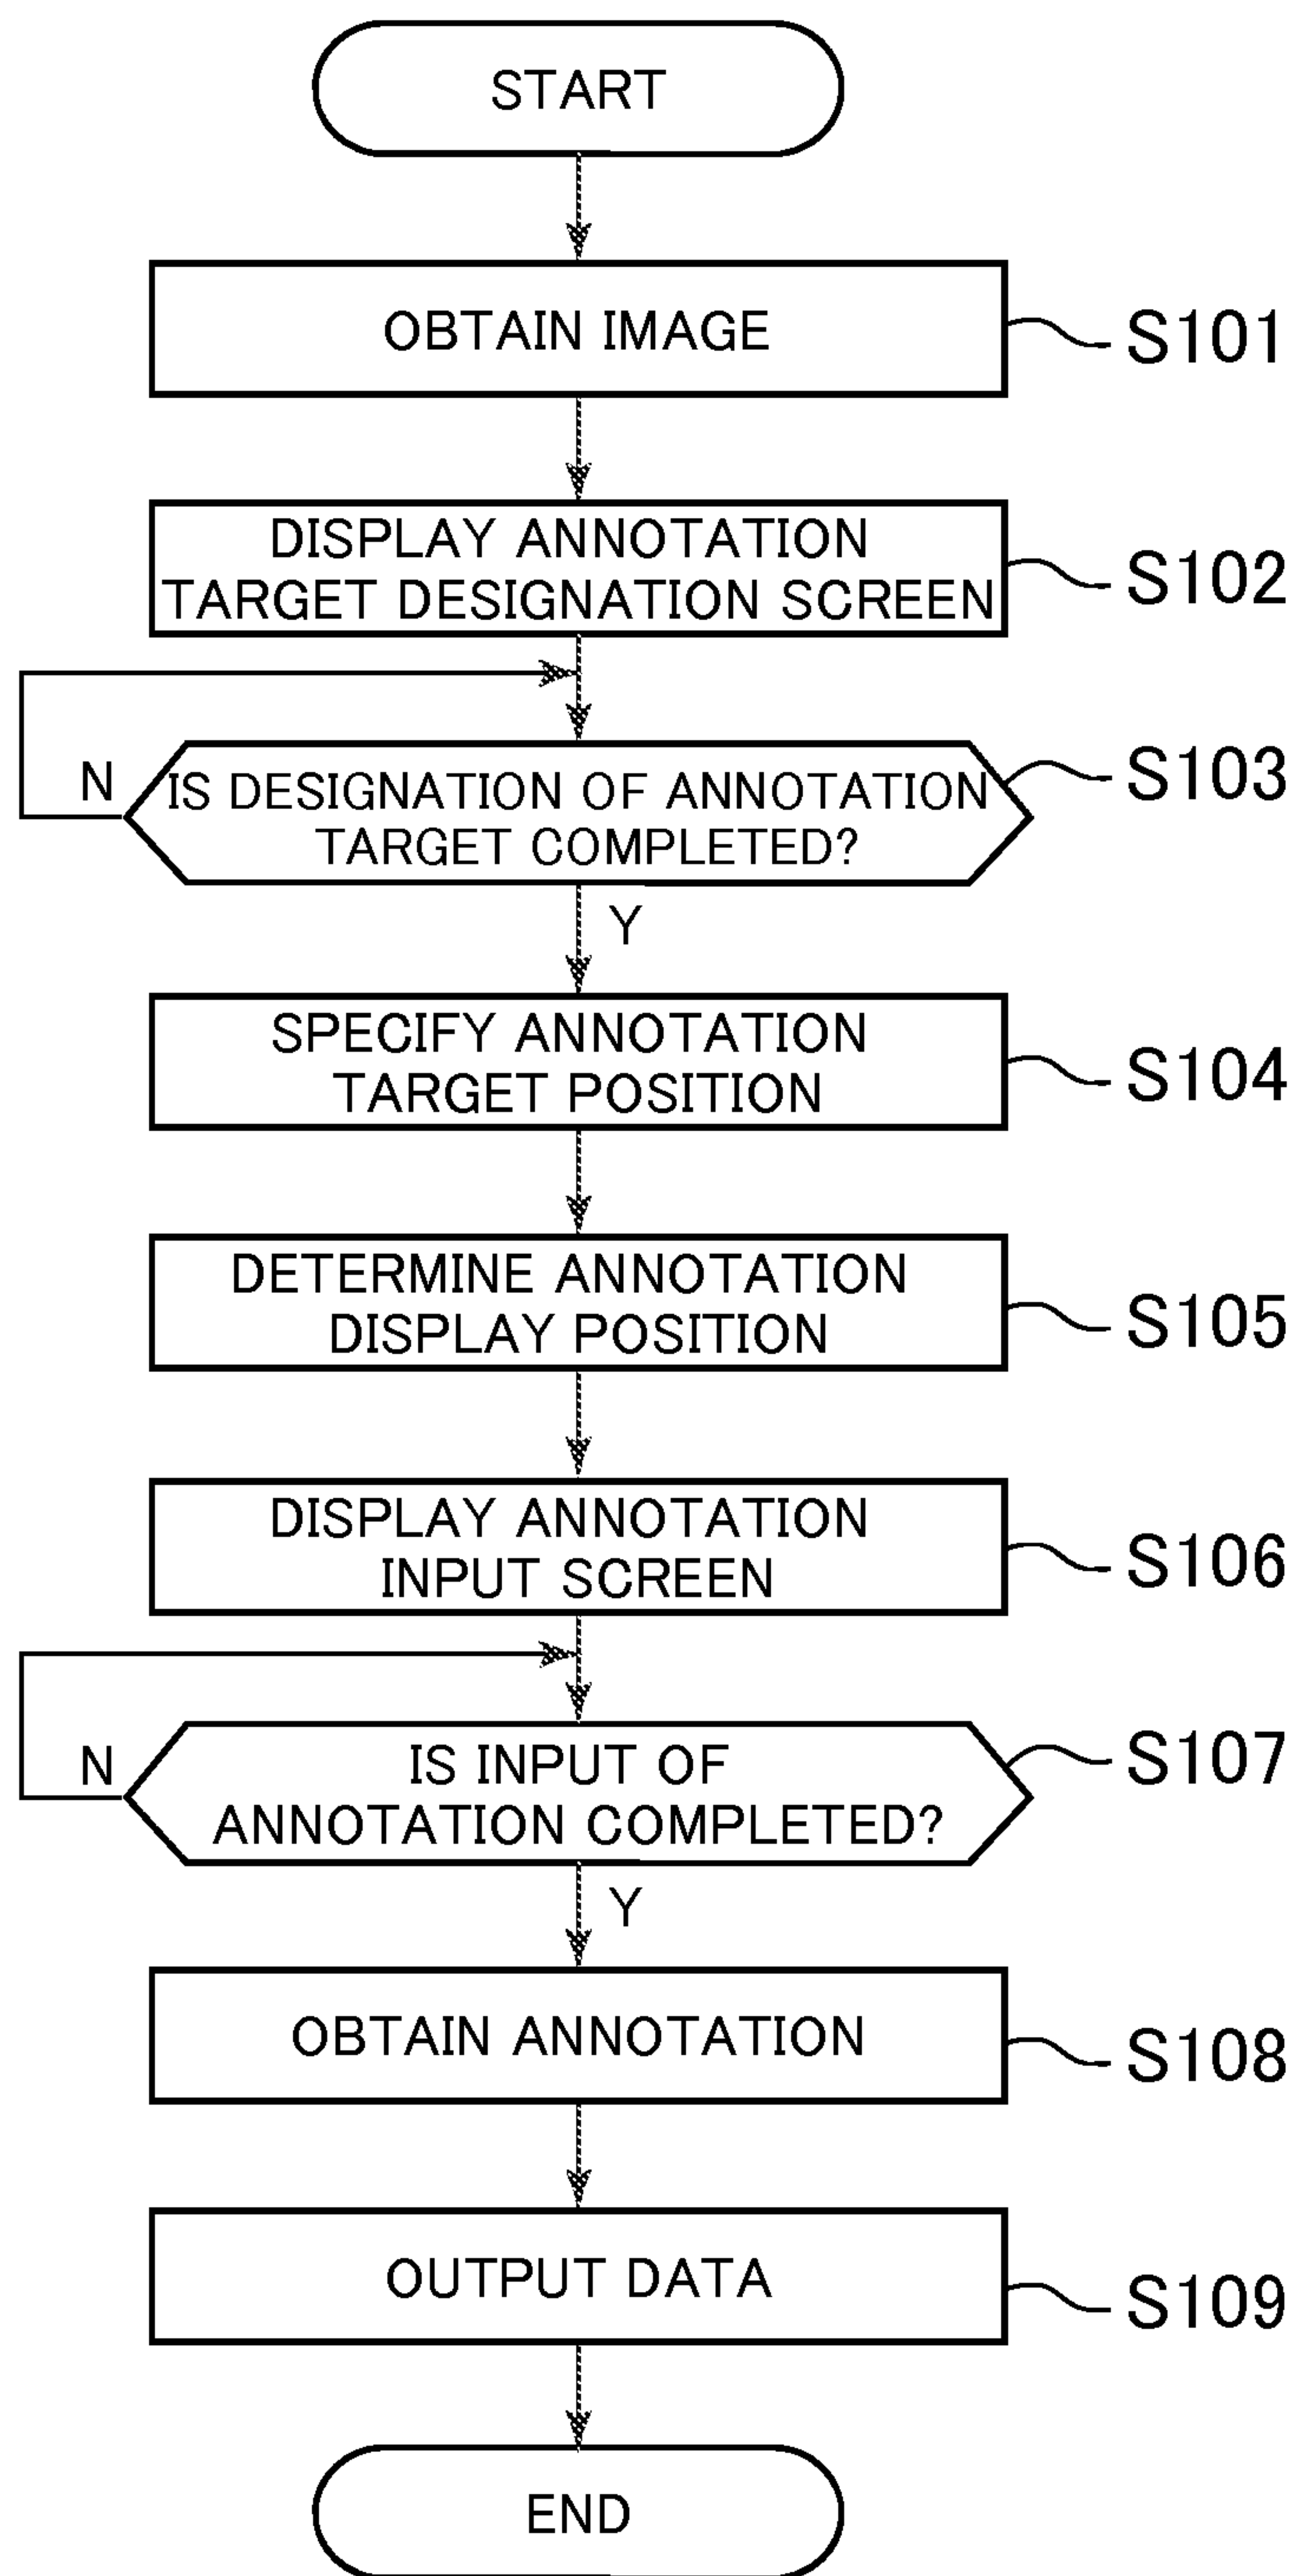 START
OBTAIN IMAGE
S101
DISPLAY ANNOTATION
TARGET DESIGNATION SCREEN
S102
N
IS DESIGNATION OF ANNOTATION
TARGET COMPLETED?
S103
Y
SPECIFY ANNOTATION
TARGET POSITION
S104
DETERMINE ANNOTATION
DISPLAY POSITION
S105
DISPLAY ANNOTATION
INPUT SCREEN
S106
N
IS INPUT OF
ANNOTATION COMPLETED?
S107
Y
OBTAIN ANNOTATION
S108
OUTPUT DATA
S109
END